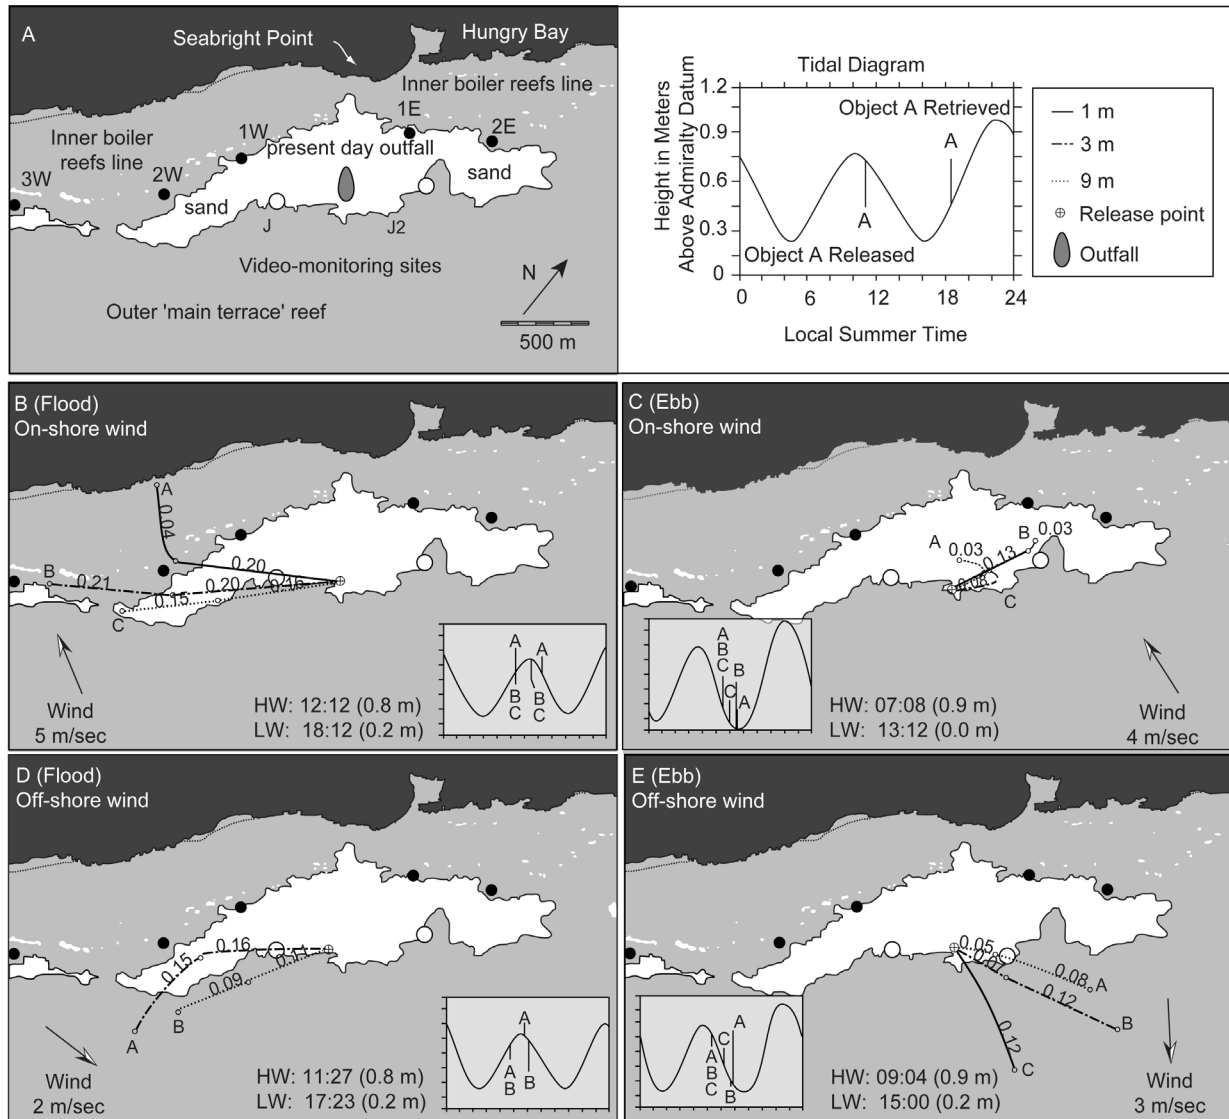 A
Seabright Point
Hungry Bay
Inner boiler reefs line
1E
2E
Inner boiler
reefs line
1W
present day outfall
3W
2W
sand
sand
J
J2
Video-monitoring sites
N
Outer 'main terrace' reef
500 m
Tidal Diagram
Height in Meters
Above Admiralty Datum
1.2
0.9
0.6
0.3
0
Object A Retrieved
A
A
Object A Released
0 6 12 18 24
Local Summer Time
1 m
3 m
9 m
Release point
Outfall
B (Flood)
On-shore wind
A
0.04
0.20
B
0.21
0.20
0.16
0.15
C
Wind
5 m/sec
HW: 12:12 (0.8 m)
LW: 18:12 (0.2 m)
A A
B B
C C
C (Ebb)
On-shore wind
A
0.03
B
0.03
0.13
0.08
C
A
B
C
C
B
A
HW: 07:08 (0.9 m)
LW: 13:12 (0.0 m)
Wind
4 m/sec
D (Flood)
Off-shore wind
0.16
0.11
0.15
0.09
A
B
Wind
2 m/sec
HW: 11:27 (0.8 m)
LW: 17:23 (0.2 m)
A
A
B
B
E (Ebb)
Off-shore wind
0.05
0.07
0.08
A
0.12
B
0.12
C
A
C
A
B
C
B
HW: 09:04 (0.9 m)
LW: 15:00 (0.2 m)
Wind
3 m/sec